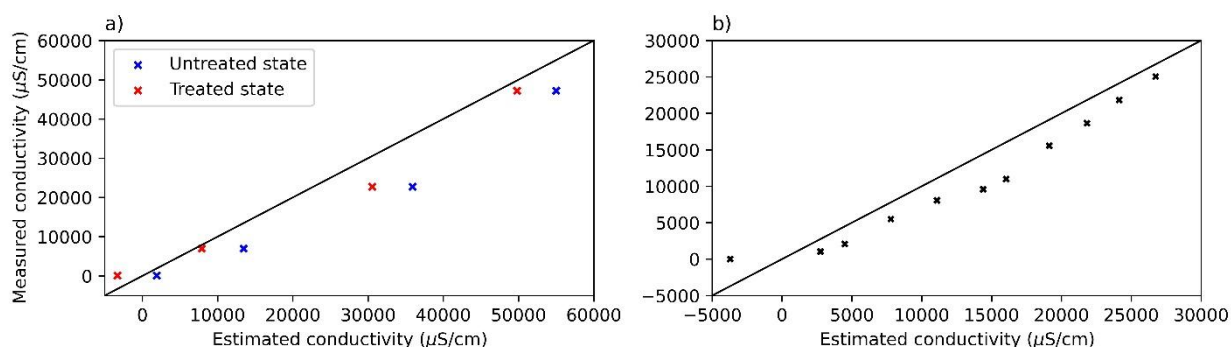 a)
Measured conductivity (µS/cm)
60000
50000
40000
30000
20000
10000
0
Untreated state
Treated state
0 10000 20000 30000 40000 50000 60000
Estimated conductivity (µS/cm)
b)
30000
25000
20000
15000
10000
5000
0
−5000
−5000 0 5000 10000 15000 20000 25000 30000
Estimated conductivity (µS/cm)